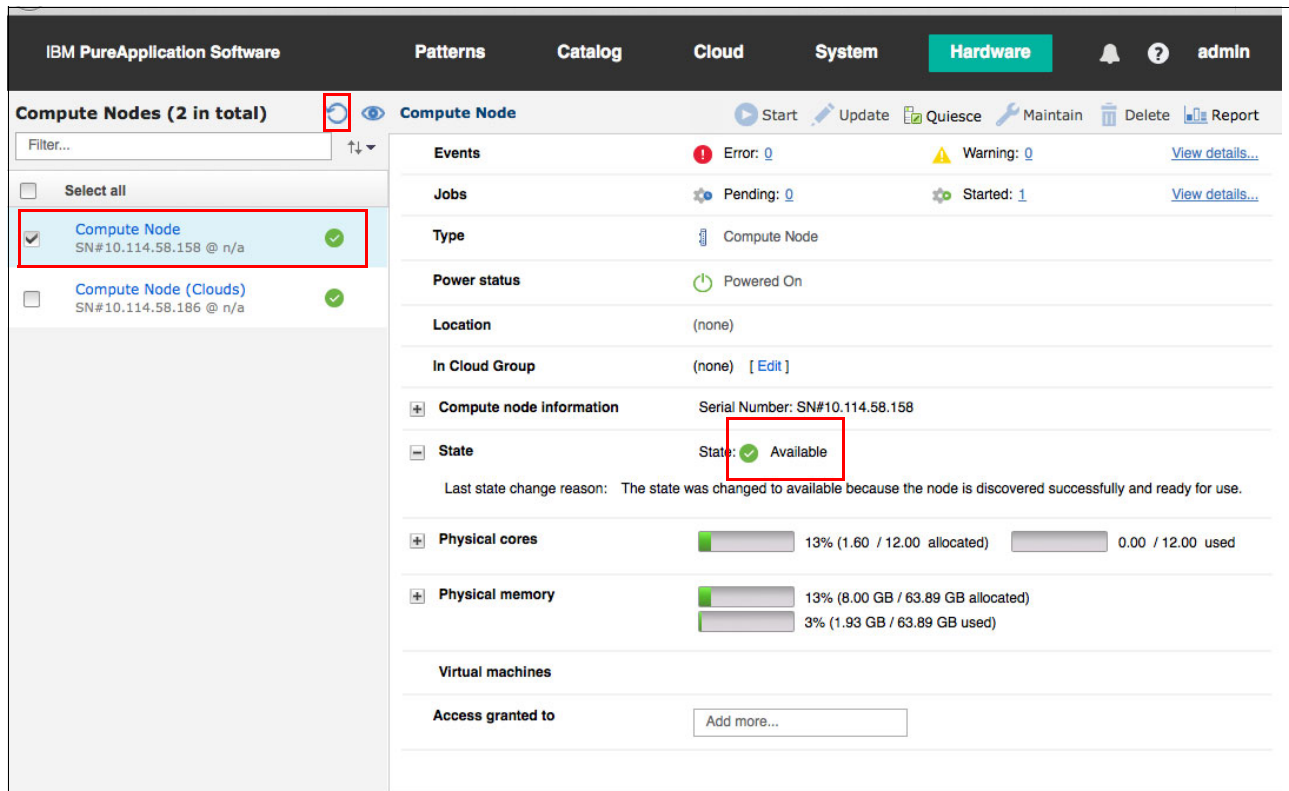 IBM PureApplication Software Patterns Catalog Cloud System Hardware admin
Compute Nodes (2 in total)
Filter...
Select all
Compute Node
SN#10.114.58.158 @ n/a
Compute Node (Clouds)
SN#10.114.58.186 @ n/a
Compute Node Start Update Quiesce Maintain Delete Report
Events Error: 0 Warning: 0 View details...
Jobs Pending: 0 Started: 1 View details...
Type Compute Node
Power status Powered On
Location (none)
In Cloud Group (none) [ Edit ]
Compute node information Serial Number: SN#10.114.58.158
State State: Available
Last state change reason: The state was changed to available because the node is discovered successfully and ready for use.
Physical cores 13% (1.60 / 12.00 allocated) 0.00 / 12.00 used
Physical memory 13% (8.00 GB / 63.89 GB allocated)
3% (1.93 GB / 63.89 GB used)
Virtual machines
Access granted to Add more...